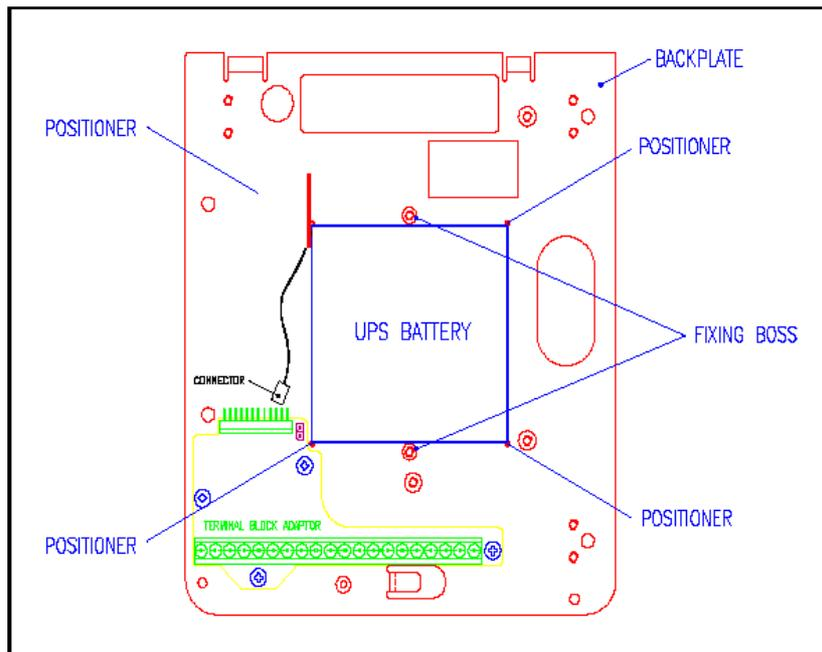 BACKPLATE
POSITIONER
POSITIONER
UPS BATTERY
FIXING BOSS
CONNECTOR
TERMINAL BLOCK ADAPTOR
POSITIONER
POSITIONER